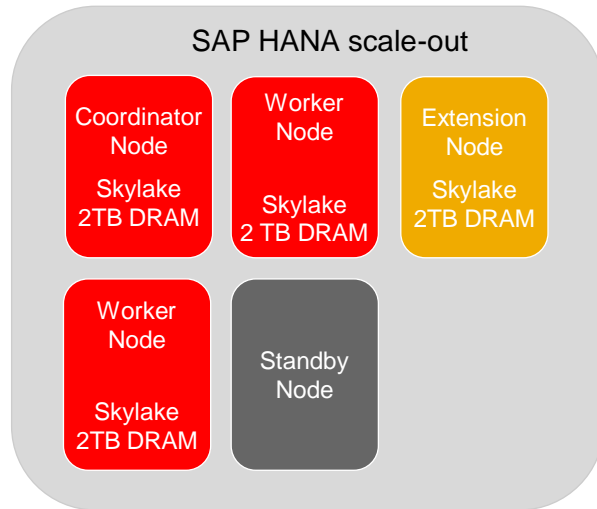 SAP HANA scale-out
Coordinator
Node
Skylake
2TB DRAM
Worker
Node
Skylake
2 TB DRAM
Extension
Node
Skylake
2TB DRAM
Worker
Node
Skylake
2TB DRAM
Standby
Node